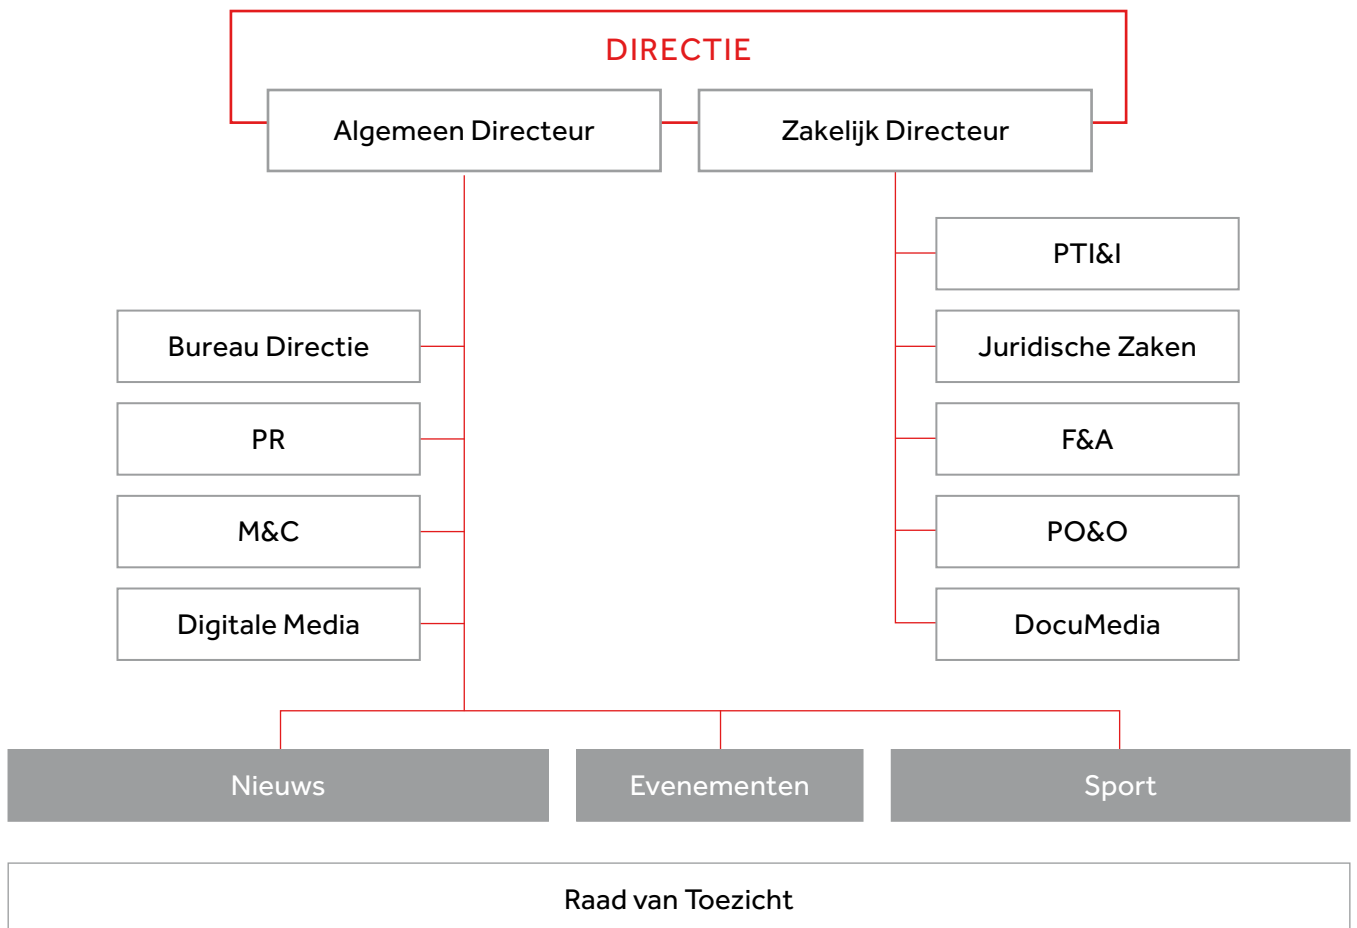 DIRECTIE
Algemeen Directeur
Zakelijk Directeur
PTI&I
Bureau Directie
Juridische Zaken
PR
F&A
M&C
PO&O
Digitale Media
DocuMedia
Nieuws
Evenementen
Sport
Raad van Toezicht